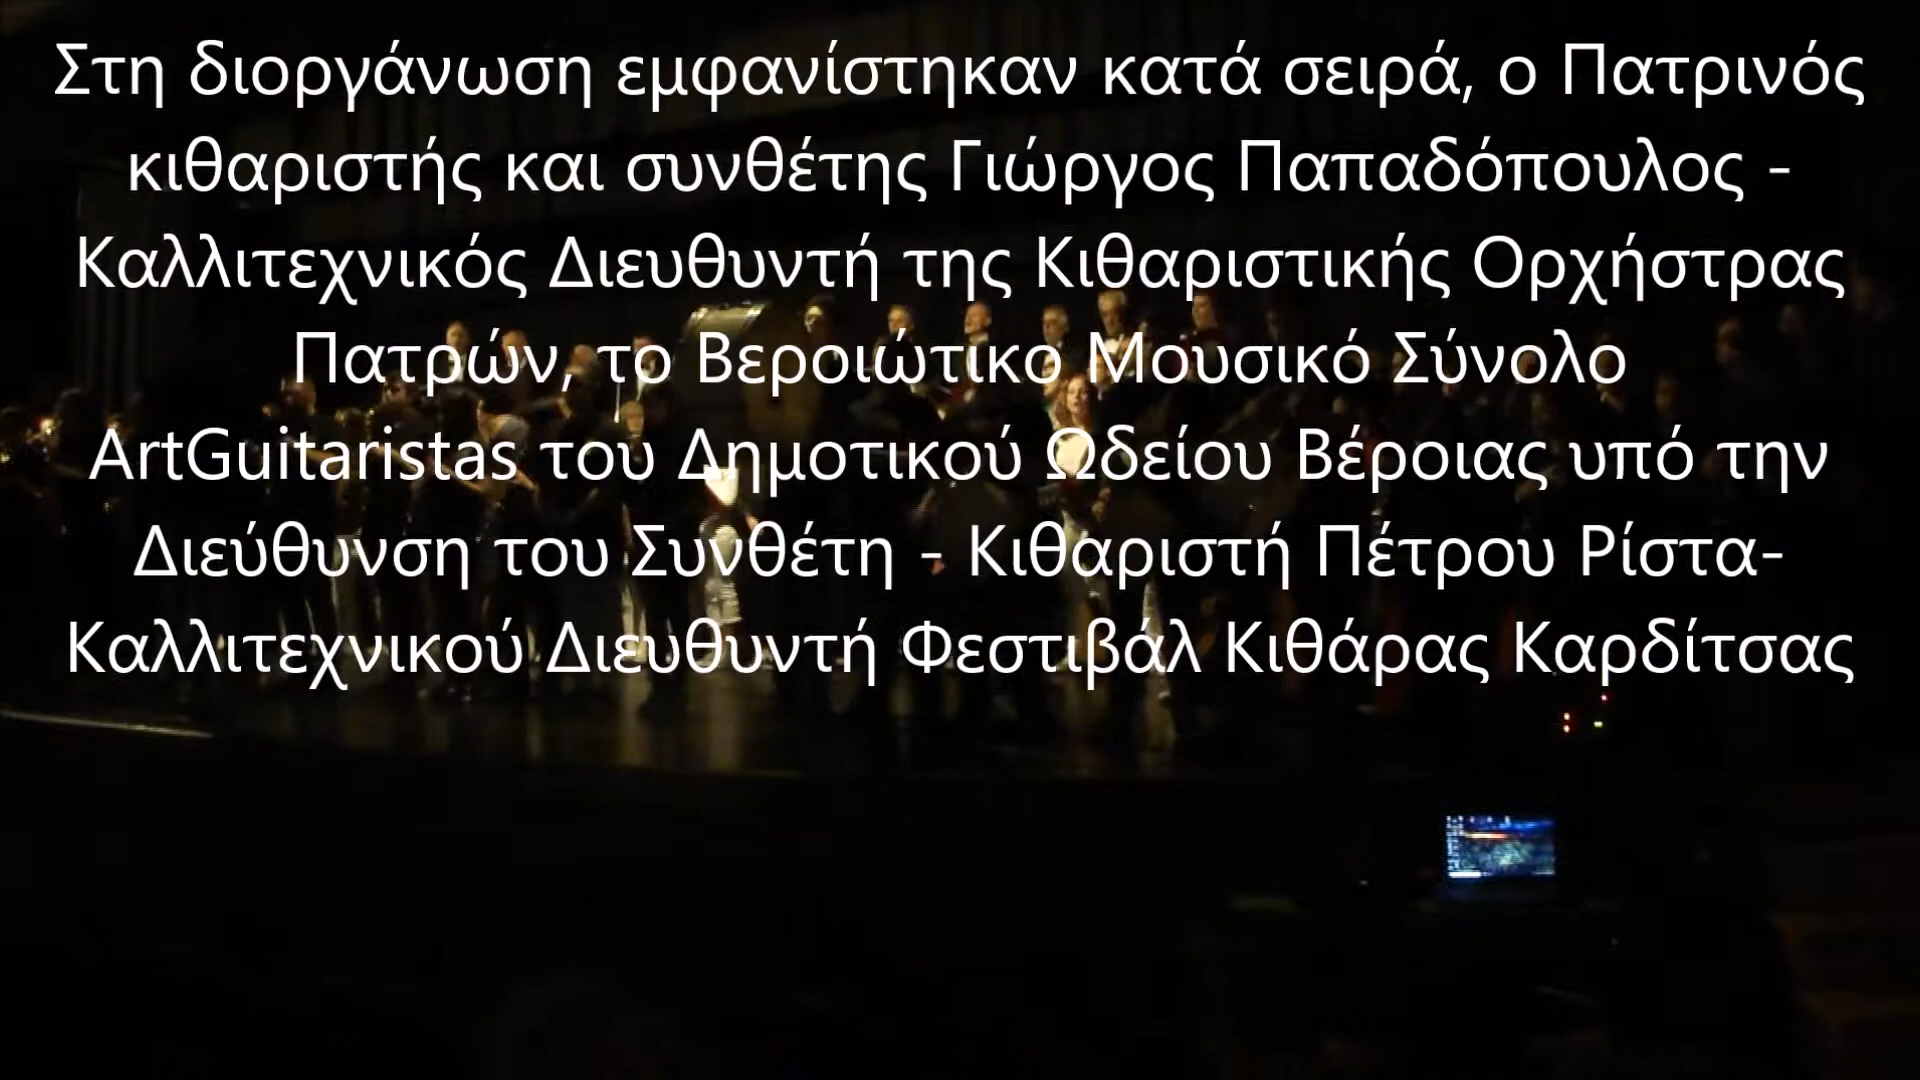 Στη διοργάνωση εμφανίστηκαν κατά σειρά, ο Πατρινός
κιθαριστής και συνθέτης Γιώργος Παπαδόπουλος -
Καλλιτεχνικός Διευθυντή της Κιθαριστικής Ορχήστρας
Πατρών, το Βεροιώτικο Μουσικό Σύνολο
ArtGuitaristas του Δημοτικού Ωδείου Βέροιας υπό την
Διεύθυνση του Συνθέτη - Κιθαριστή Πέτρου Ρίστα-
Καλλιτεχνικού Διευθυντή Φεστιβάλ Κιθάρας Καρδίτσας